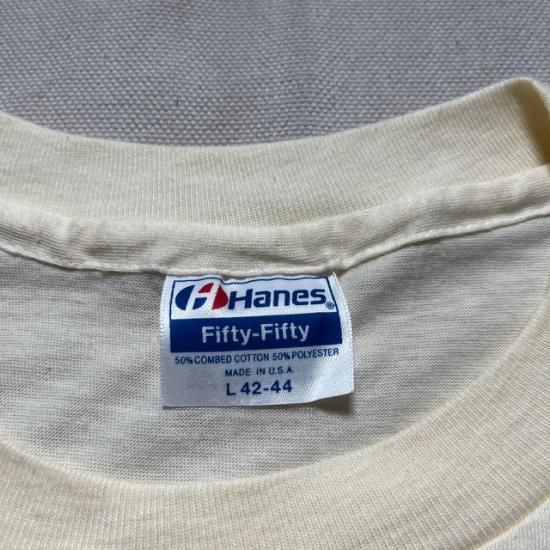 Hanes®
Fifty-Fifty
50% COMBED COTTON 50% POLYESTER
MADE IN U.S.A.
L 42-44